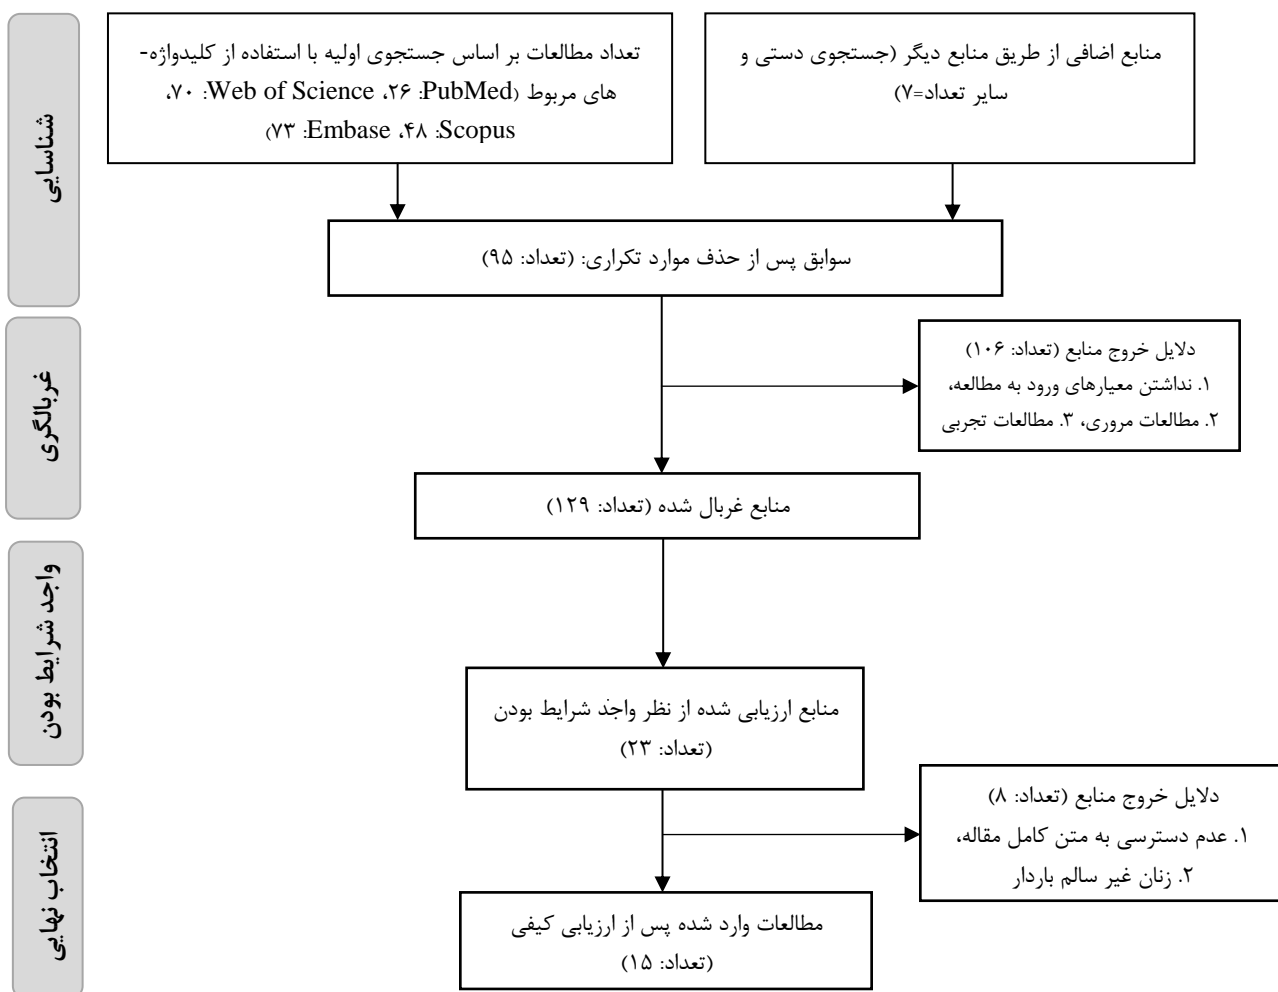 شناسایی
منابع اضافی از طریق منابع دیگر (جستجوی دستی و
سایر تعداد=۷)
تعداد مطالعات بر اساس جستجوی اولیه با استفاده از کلیدواژه-
های مربوط (PubMed: ۲۶، Web of Science: ۷۰،
Scopus: ۴۸، Embase: ۷۳)
سوابق پس از حذف موارد تکراری: (تعداد: ۹۵)
غربالگری
دلایل خروج منابع (تعداد: ۱۰۶)
۱. نداشتن معیارهای ورود به مطالعه،
۲. مطالعات مروری، ۳. مطالعات تجربی
منابع غربال شده (تعداد: ۱۲۹)
واجد شرایط بودن
منابع ارزیابی شده از نظر واجد شرایط بودن
(تعداد: ۲۳)
دلایل خروج منابع (تعداد: ۸)
۱. عدم دسترسی به متن کامل مقاله،
۲. زنان غیر سالم باردار
انتخاب نهایی
مطالعات وارد شده پس از ارزیابی کیفی
(تعداد: ۱۵)